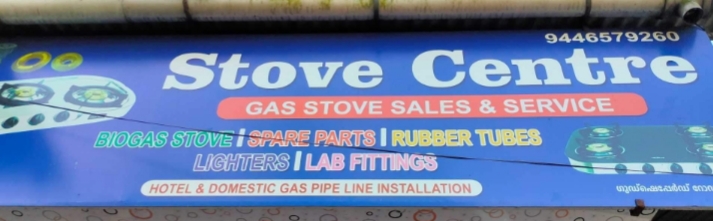 9446579260
Stove Centre
GAS STOVE SALES & SERVICE
BIOGAS STOVE | SPARE PARTS | RUBBER TUBES
LIGHTERS | LAB FITTINGS
HOTEL & DOMESTIC GAS PIPE LINE INSTALLATION